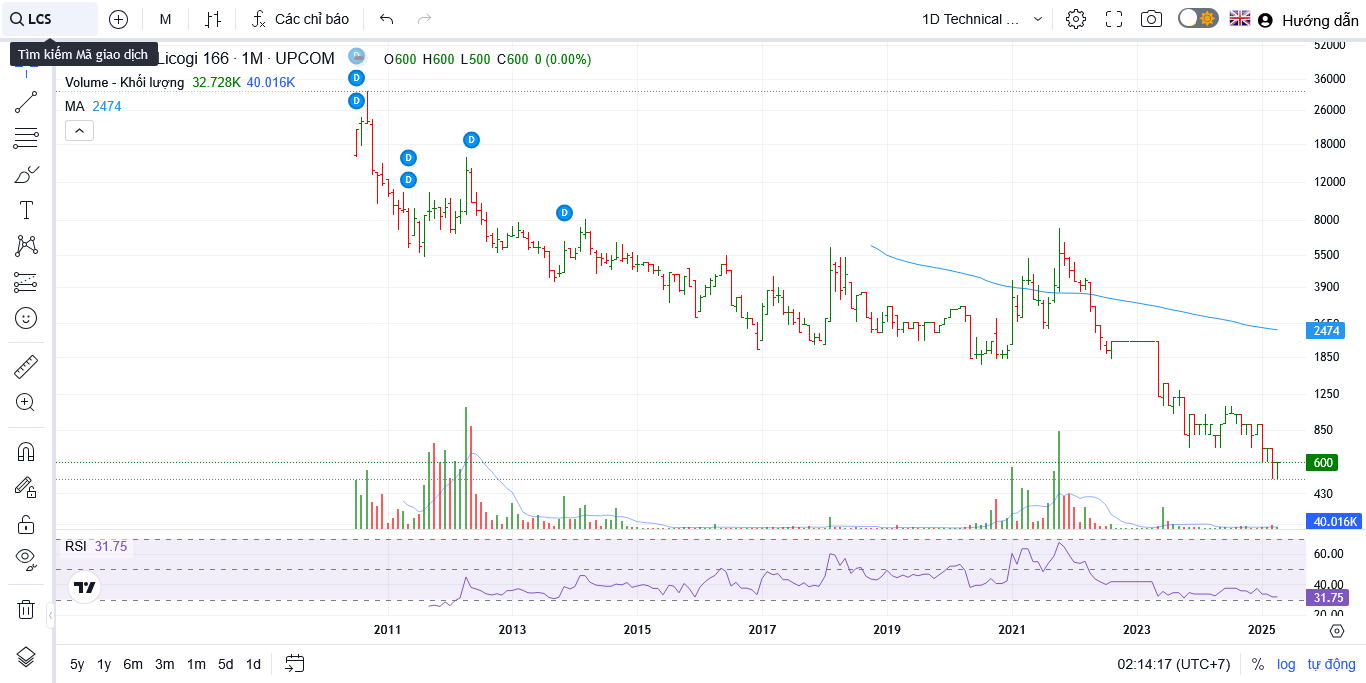 LCS
M
Các chỉ báo
1D Technical ...
Hướng dẫn
Tìm kiếm Mã giao dịch
Licogi 166 · 1M · UPCOM
O600 H600 L500 C600 0 (0.00%)
Volume - Khối lượng 32.728K 40.016K
MA 2474
D
D
D
D
D
D
D
52000
36000
26000
18000
12000
8000
5500
3900
2650
2474
1850
1250
850
600
430
40.016K
RSI 31.75
60.00
40.00
31.75
20.00
2011 2013 2015 2017 2019 2021 2023 2025
5y 1y 6m 3m 1m 5d 1d
02:14:17 (UTC+7) % log tự động